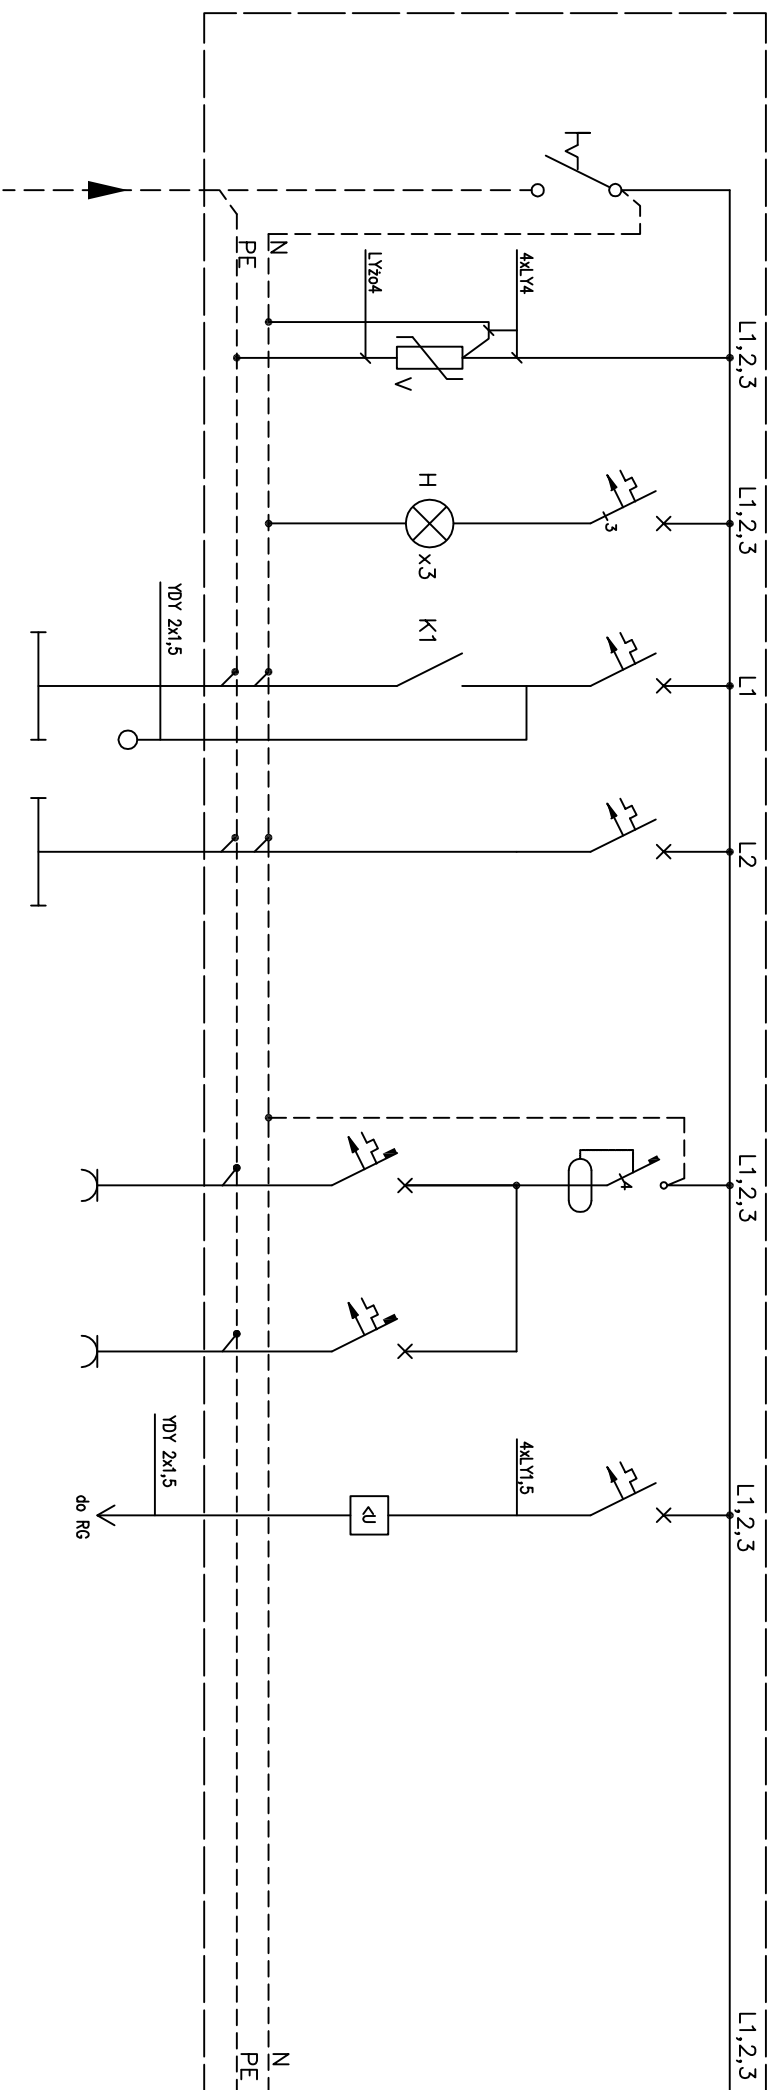 L1,2,3
L1,2,3
L1
L2
L1,2,3
L1,2,3
L1,2,3
4xLY4
LYżo4
V
3
H
x3
K1
4
4xLY1,5
<U
N
PE
N
PE
YDY 2x1,5
YDY 2x1,5
do RG